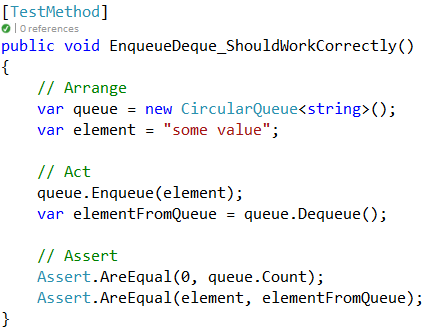 [TestMethod]
0 references
public void EnqueueDeque_ShouldWorkCorrectly()
{
// Arrange
var queue = new CircularQueue<string>();
var element = "some value";
// Act
queue.Enqueue(element);
var elementFromQueue = queue.Dequeue();
// Assert
Assert.AreEqual(0, queue.Count);
Assert.AreEqual(element, elementFromQueue);
}